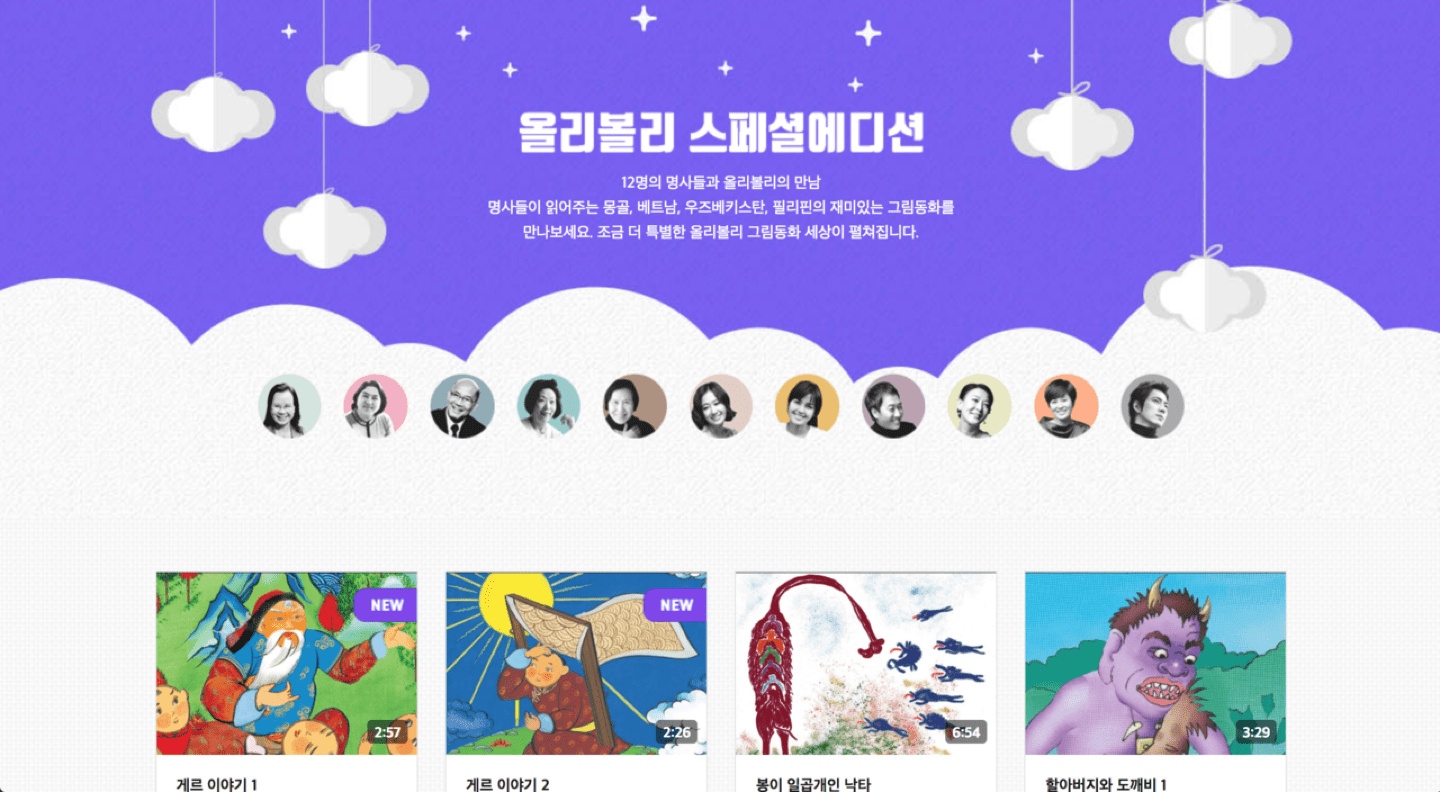 올리볼리 스페셜에디션
12명의 명사들과 올리볼리의 만남
명사들이 읽어주는 몽골, 베트남, 우즈베키스탄, 필리핀의 재미있는 그림동화를
만나보세요. 조금 더 특별한 올리볼리 그림동화 세상이 펼쳐집니다.
NEW
NEW
2:57
2:26
6:54
3:29
게르 이야기 1
게르 이야기 2
봉이 일곱개인 낙타
할아버지와 도깨비 1